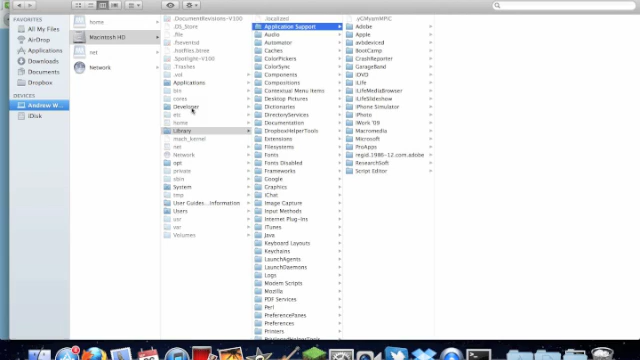 FAVORITES
All My Files
AirDrop
Applications
Downloads
Documents
Dropbox
DEVICES
Andrew W...
iDisk
home
Macintosh HD
net
Network
.DocumentRevisions-V100
.DS_Store
.file
.fseventsd
.hotfiles.btree
.Spotlight-V100
.Trashes
.vol
Applications
bin
cores
Developer
etc
home
Library
mach_kernel
net
Network
opt
private
sbin
System
tmp
User Guides...Information
Users
usr
var
Volumes
.localized
Application Support
Audio
Automator
Caches
ColorPickers
ColorSync
Components
Compositions
Contextual Menu Items
Desktop Pictures
Dictionaries
DirectoryServices
Documentation
DropboxHelperTools
Extensions
Filesystems
Fonts
Fonts Disabled
Frameworks
Google
Graphics
iChat
Image Capture
Input Methods
Internet Plug-Ins
iTunes
Java
Keyboard Layouts
Keychains
LaunchAgents
LaunchDaemons
Logs
Modem Scripts
Mozilla
PDF Services
Perl
PreferencePanes
Preferences
Printers
Adobe
Apple
avidemux
BootCamp
CrashReporter
GarageBand
iDVD
iLife
iLifeMediaBrowser
iLifeSlideshow
iPhone Simulator
iPhoto
iWork '09
Macromedia
Microsoft
ProApps
regid.1986-12.com.adobe
ResearchSoft
Script Editor